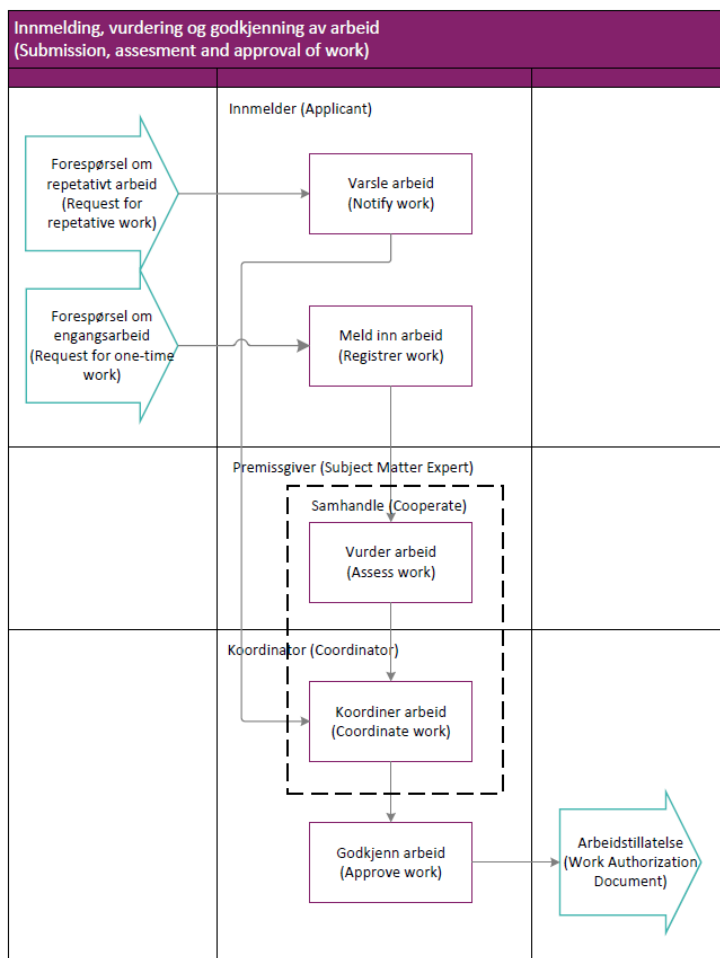 Innmelding, vurdering og godkjenning av arbeid
(Submission, assesment and approval of work)
Innmelder (Applicant)
Forespørsel om
repetativt arbeid
(Request for
repetative work)
Varsle arbeid
(Notify work)
Forespørsel om
engangsarbeid
(Request for one-time
work)
Meld inn arbeid
(Registrer work)
Premissgiver (Subject Matter Expert)
Samhandle (Cooperate)
Vurder arbeid
(Assess work)
Koordinator (Coordinator)
Koordiner arbeid
(Coordinate work)
Godkjenn arbeid
(Approve work)
Arbeidstillatelse
(Work Authorization
Document)